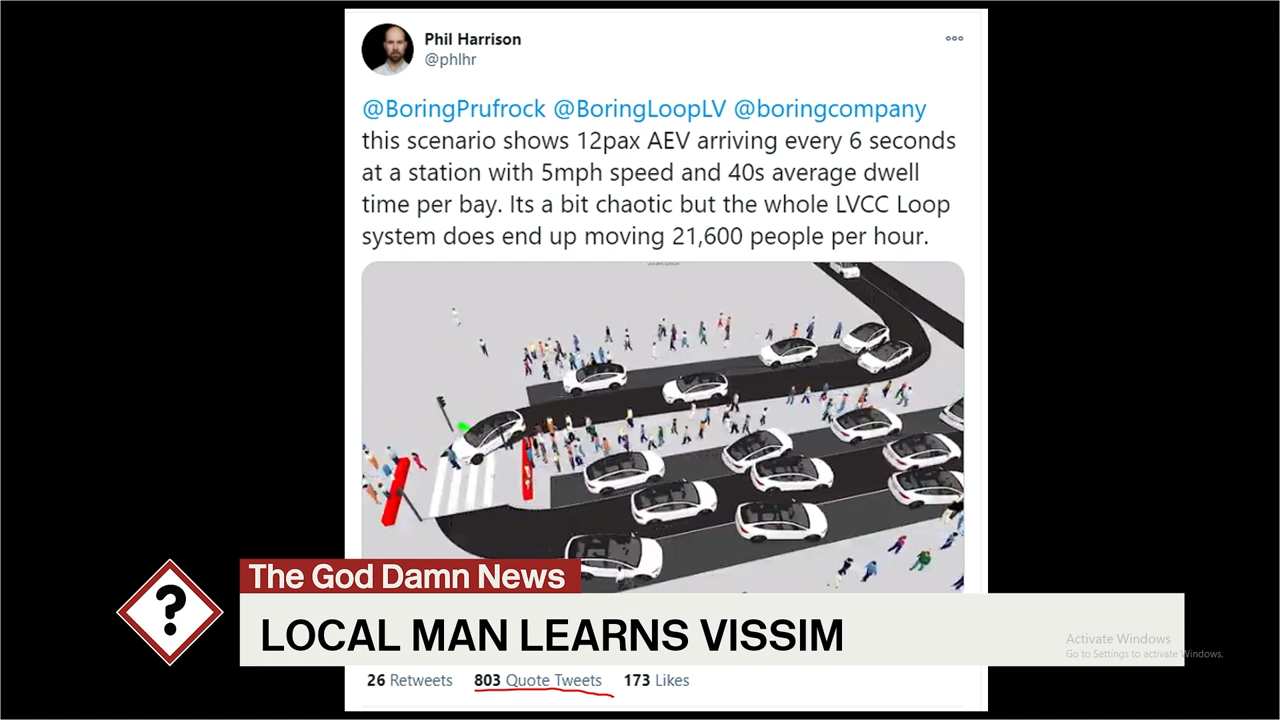 Phil Harrison
@phlhr
@BoringPrufrock @BoringLoopLV @boringcompany
this scenario shows 12pax AEV arriving every 6 seconds
at a station with 5mph speed and 40s average dwell
time per bay. Its a bit chaotic but the whole LVCC Loop
system does end up moving 21,600 people per hour.
?
The God Damn News
LOCAL MAN LEARNS VISSIM
Activate Windows
Go to Settings to activate Windows.
26 Retweets 803 Quote Tweets 173 Likes